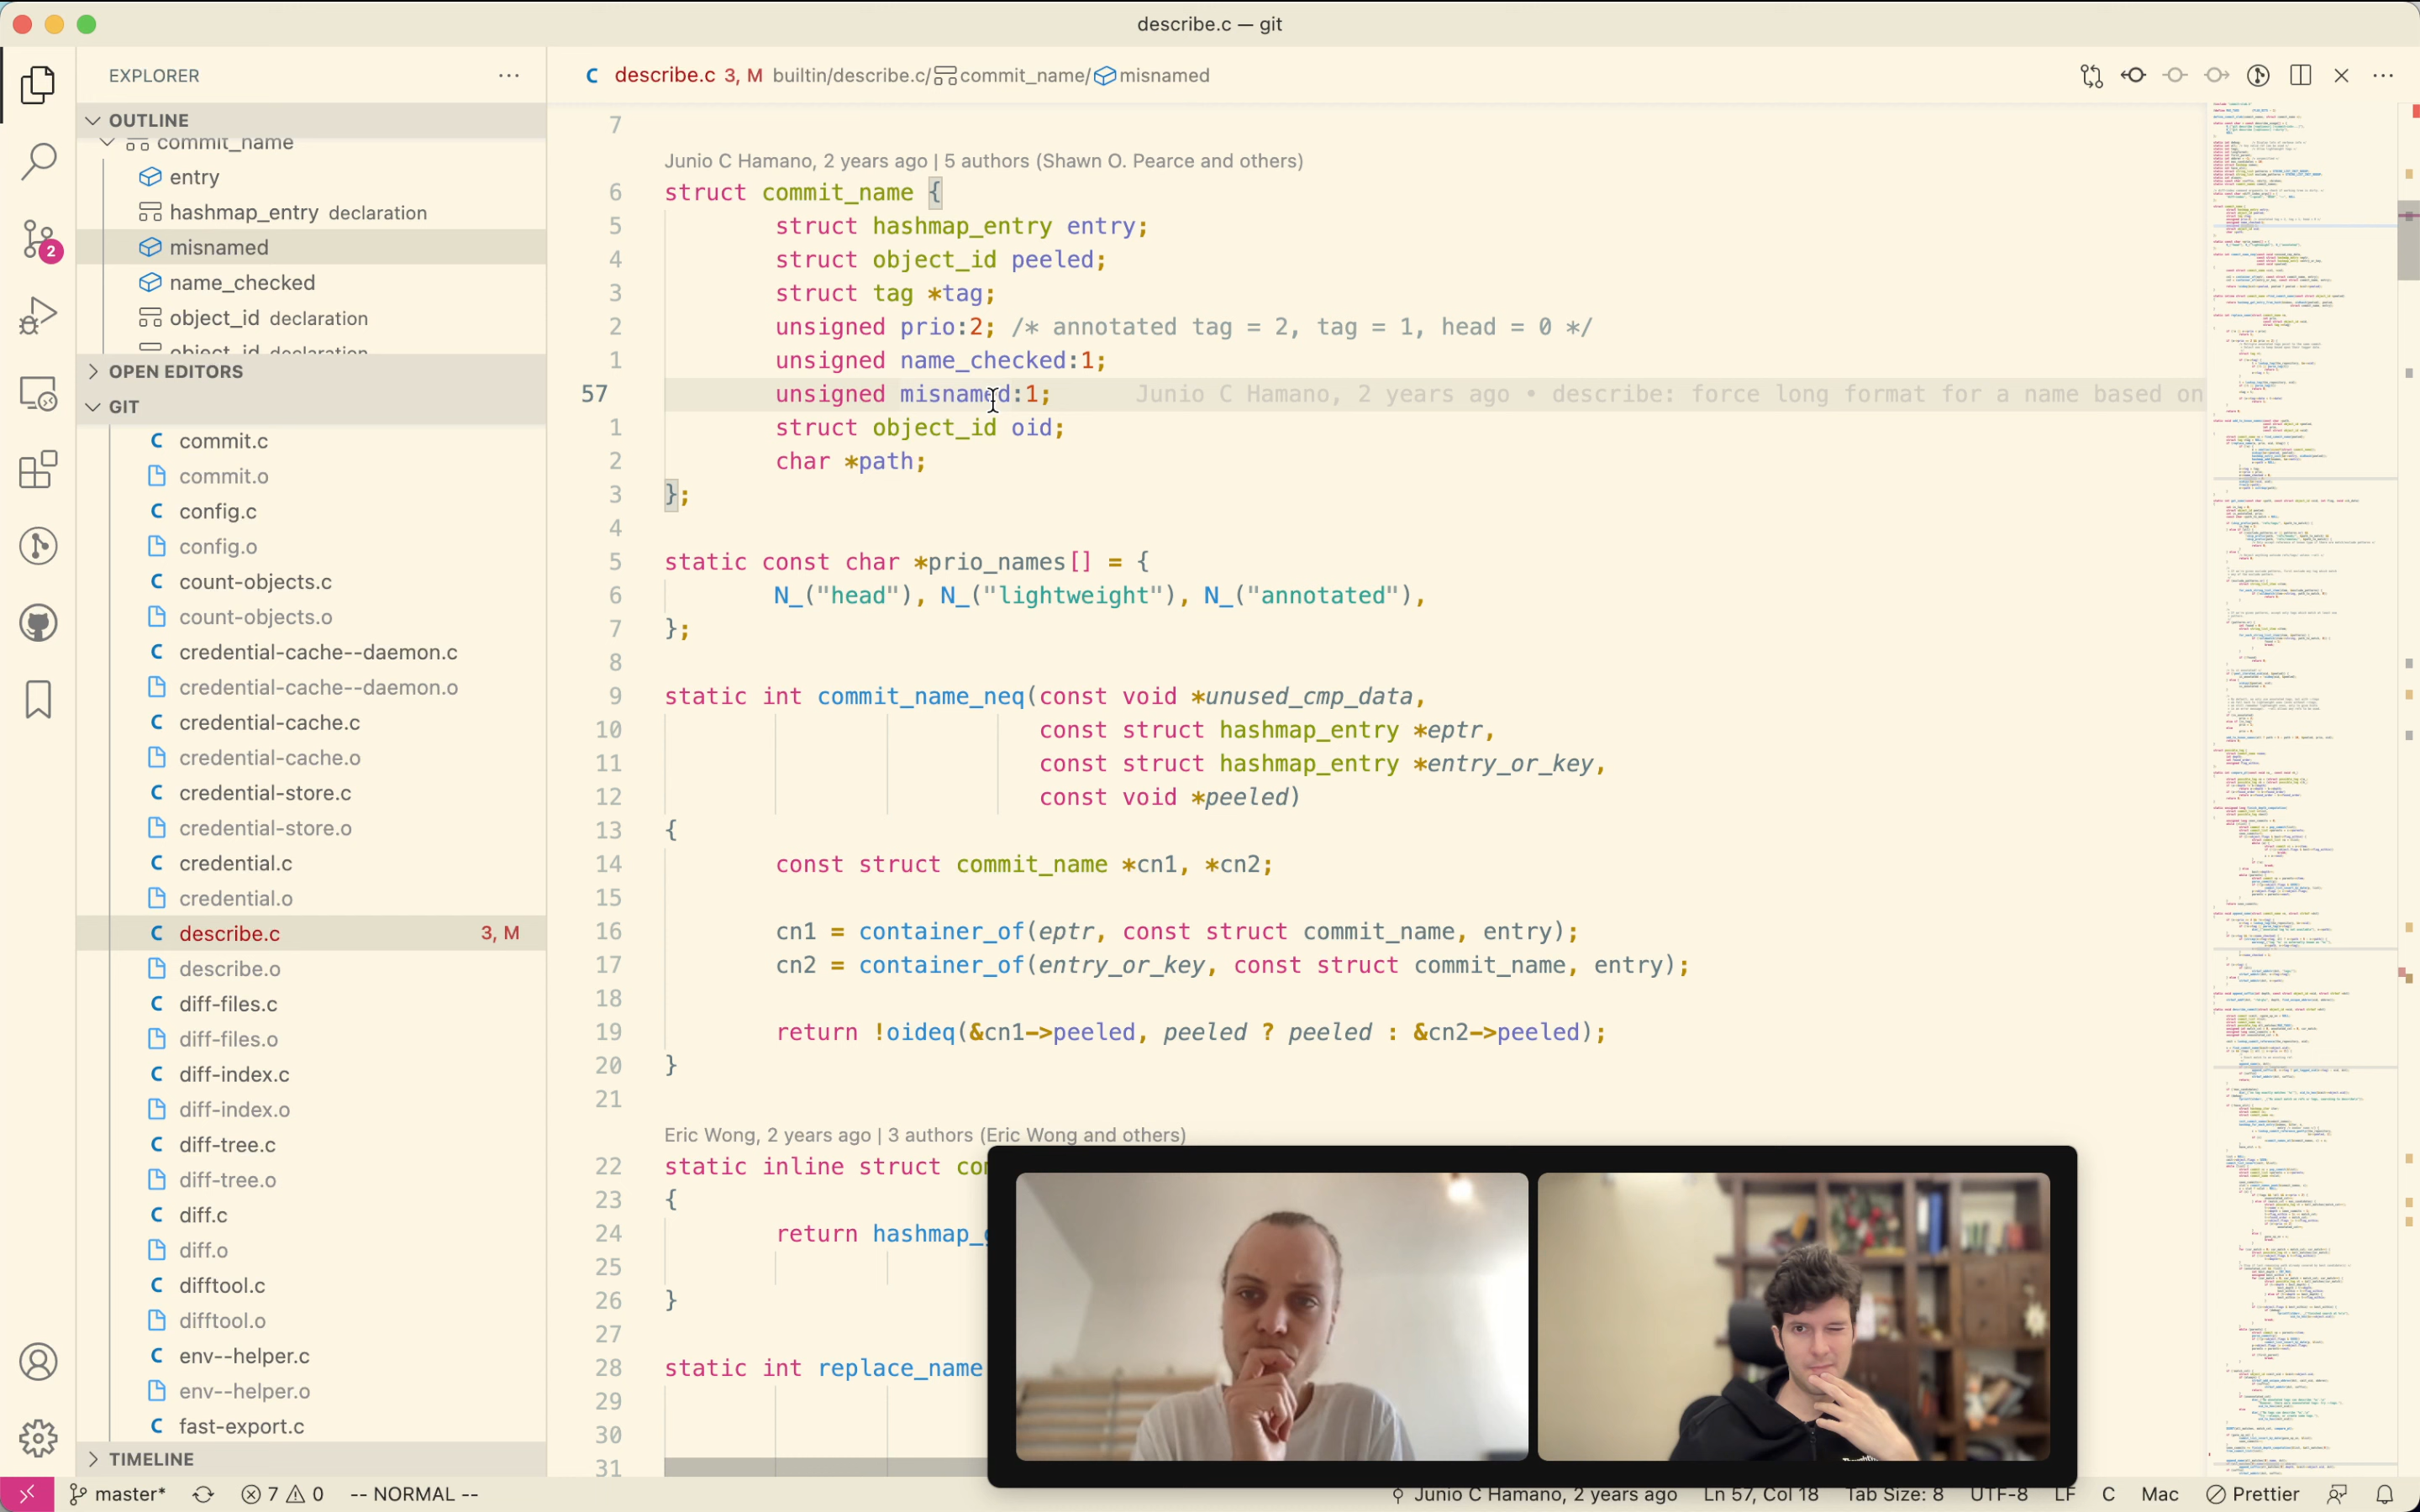 describe.c — git
EXPLORER
describe.c 3, M builtin/describe.c/commit_name/misnamed
OUTLINE
commit_name
entry
hashmap_entry declaration
misnamed
name_checked
object_id declaration
object_id declaration
OPEN EDITORS
GIT
commit.c
commit.o
config.c
config.o
count-objects.c
count-objects.o
credential-cache--daemon.c
credential-cache--daemon.o
credential-cache.c
credential-cache.o
credential-store.c
credential-store.o
credential.c
credential.o
describe.c 3, M
describe.o
diff-files.c
diff-files.o
diff-index.c
diff-index.o
diff-tree.c
diff-tree.o
diff.c
diff.o
difftool.c
difftool.o
env--helper.c
env--helper.o
fast-export.c
TIMELINE
2
7
Junio C Hamano, 2 years ago | 5 authors (Shawn O. Pearce and others)
6 struct commit_name {
5 struct hashmap_entry entry;
4 struct object_id peeled;
3 struct tag *tag;
2 unsigned prio:2; /* annotated tag = 2, tag = 1, head = 0 */
1 unsigned name_checked:1;
57 unsigned misnamed:1; Junio C Hamano, 2 years ago • describe: force long format for a name based on
1 struct object_id oid;
2 char *path;
3 };
4
5 static const char *prio_names[] = {
6 N_("head"), N_("lightweight"), N_("annotated"),
7 };
8
9 static int commit_name_neq(const void *unused_cmp_data,
10 const struct hashmap_entry *eptr,
11 const struct hashmap_entry *entry_or_key,
12 const void *peeled)
13 {
14 const struct commit_name *cn1, *cn2;
15
16 cn1 = container_of(eptr, const struct commit_name, entry);
17 cn2 = container_of(entry_or_key, const struct commit_name, entry);
18
19 return !oideq(&cn1->peeled, peeled ? peeled : &cn2->peeled);
20 }
21
Eric Wong, 2 years ago | 3 authors (Eric Wong and others)
22 static inline struct co
23 {
24 return hashmap_
25
26 }
27
28 static int replace_name
29
30
31
master* 7 0 -- NORMAL -- Junio C Hamano, 2 years ago Ln 57, Col 18 Tab Size: 8 UTF-8 LF C Mac Prettier